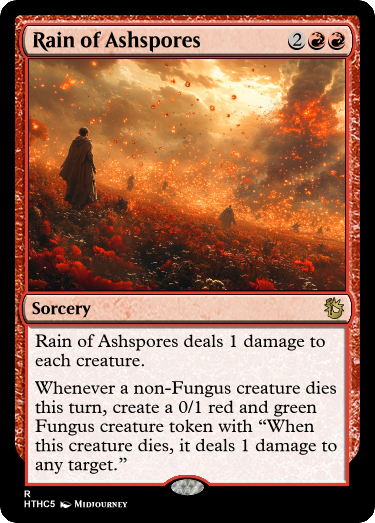 Rain of Ashspores 2
Sorcery
Rain of Ashspores deals 1 damage to
each creature.
Whenever a non-Fungus creature dies
this turn, create a 0/1 red and green
Fungus creature token with “When
this creature dies, it deals 1 damage to
any target.”
R
HTHC5 Midjourney